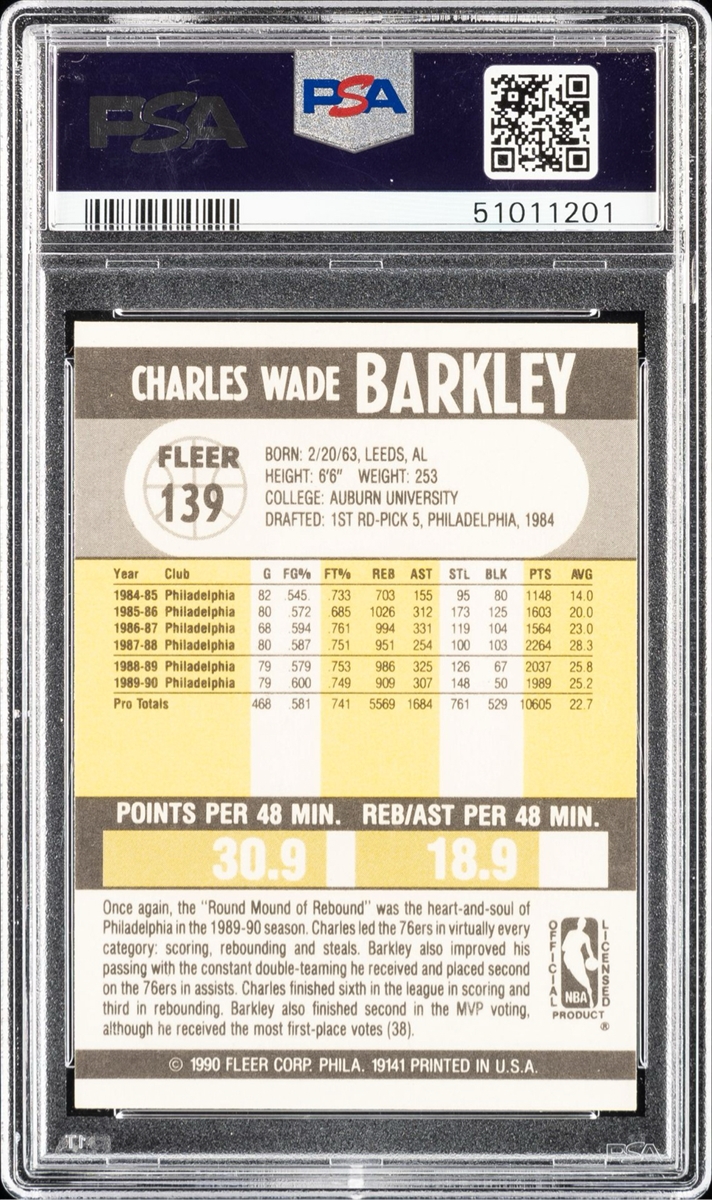 PSA
PSA
51011201
CHARLES WADE BARKLEY
FLEER
139
BORN: 2/20/63, LEEDS, AL
HEIGHT: 6'6" WEIGHT: 253
COLLEGE: AUBURN UNIVERSITY
DRAFTED: 1ST RD-PICK 5, PHILADELPHIA, 1984
Year Club G FG% FT% REB AST STL BLK PTS AVG
1984-85 Philadelphia 82 .545. .733 703 155 95 80 1148 14.0
1985-86 Philadelphia 80 .572 .685 1026 312 173 125 1603 20.0
1986-87 Philadelphia 68 .594 .761 994 331 119 104 1564 23.0
1987-88 Philadelphia 80 .587 .751 951 254 100 103 2264 28.3
1988-89 Philadelphia 79 .579 .753 986 325 126 67 2037 25.8
1989-90 Philadelphia 79 .600 .749 909 307 148 50 1989 25.2
Pro Totals 468 .581 .741 5569 1684 761 529 10605 22.7
POINTS PER 48 MIN. REB/AST PER 48 MIN.
30.9 18.9
Once again, the "Round Mound of Rebound" was the heart-and-soul of
Philadelphia in the 1989-90 season. Charles led the 76ers in virtually every
category: scoring, rebounding and steals. Barkley also improved his
passing with the constant double-teaming he received and placed second
on the 76ers in assists. Charles finished sixth in the league in scoring and
third in rebounding. Barkley also finished second in the MVP voting,
although he received the most first-place votes (38).
OFFICIAL
LICENSED
NBA
PRODUCT
®
© 1990 FLEER CORP. PHILA. 19141 PRINTED IN U.S.A.
PSA